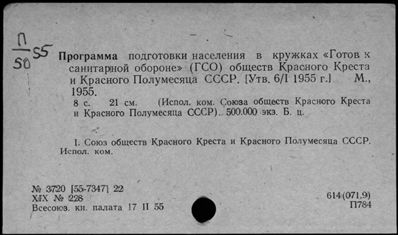 П
50 55
Программа подготовки населения в кружках «Готов к
санитарной обороне» (ГСО) обществ Красного Креста
и Красного Полумесяца СССР. [Утв. 6/I 1955 г.] М.,
1955.
8 с. 21 см. (Испол. ком. Союза обществ Красного Креста
и Красного Полумесяца СССР). 500.000 экз. Б. ц.
I. Союз обществ Красного Креста и Красного Полумесяца СССР.
Испол. ком.
№ 3720 [55-7347] 22
XI/IX № 228
614(071.9)
Всесоюз. кн. палата 17 II 55
П784